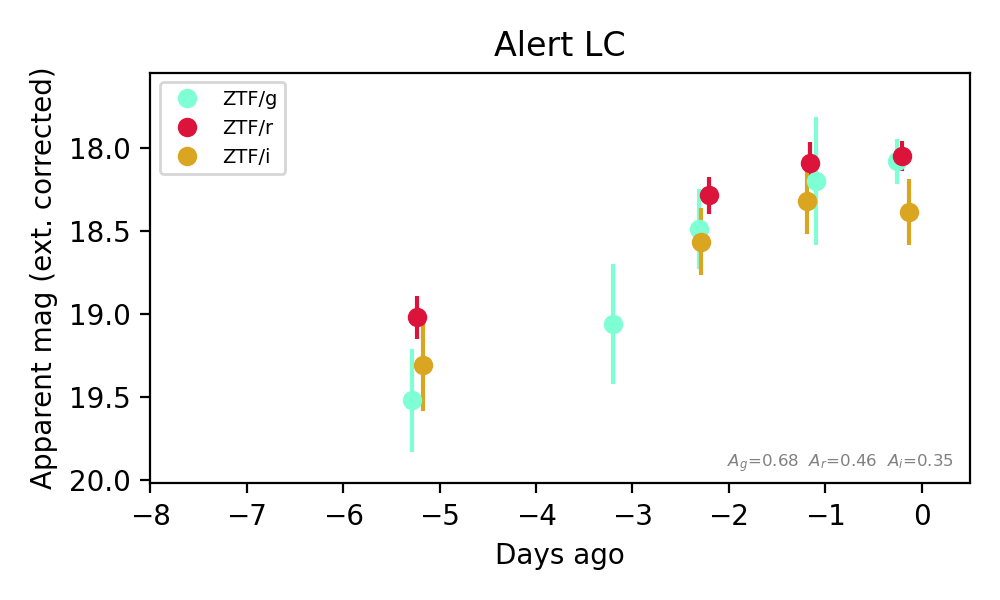 Alert LC
ZTF/g
ZTF/r
ZTF/i
Apparent mag (ext. corrected)
18.0
18.5
19.0
19.5
20.0
A_g=0.68 A_r=0.46 A_i=0.35
−8 −7 −6 −5 −4 −3 −2 −1 0
Days ago